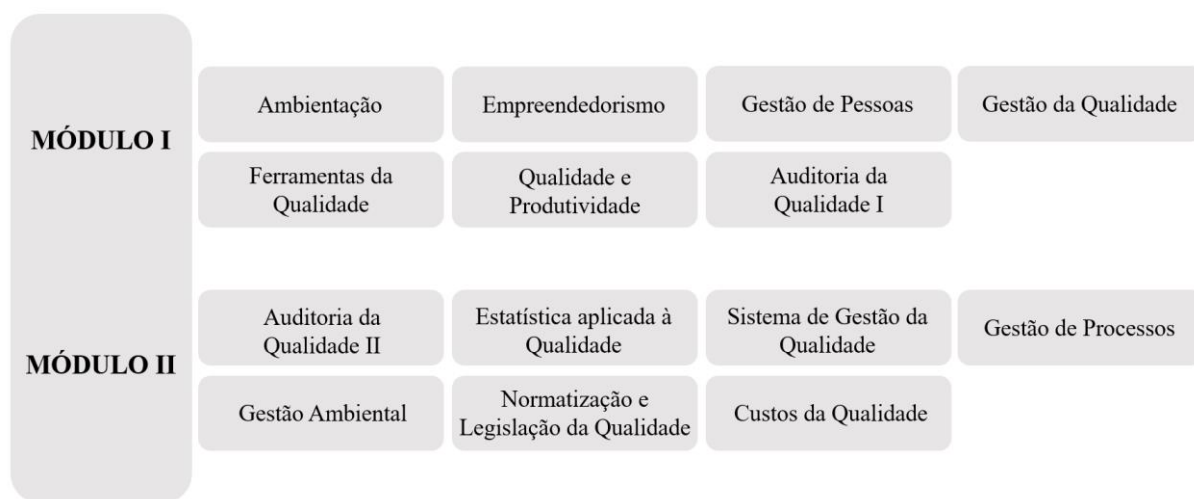 MÓDULO I
Ambientação
Empreendedorismo
Gestão de Pessoas
Gestão da Qualidade
Ferramentas da
Qualidade
Qualidade e
Produtividade
Auditoria da
Qualidade I
MÓDULO II
Auditoria da
Qualidade II
Estatística aplicada à
Qualidade
Sistema de Gestão da
Qualidade
Gestão de Processos
Gestão Ambiental
Normatização e
Legislação da Qualidade
Custos da Qualidade